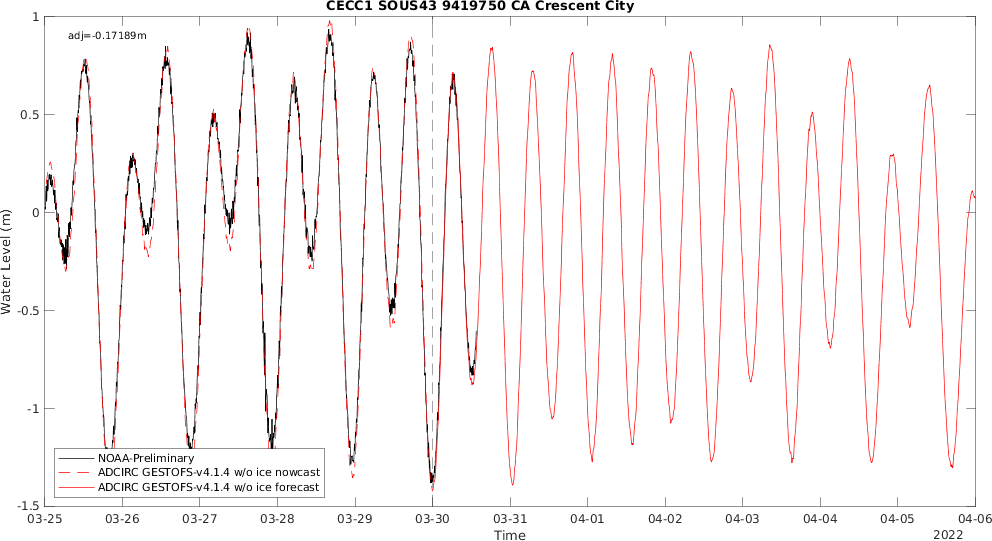 CECC1 SOUS43 9419750 CA Crescent City
adj=-0.17189m
1
0.5
0
-0.5
-1
-1.5
Water Level (m)
NOAA-Preliminary
ADCIRC GESTOFS-v4.1.4 w/o ice nowcast
ADCIRC GESTOFS-v4.1.4 w/o ice forecast
03-25 03-26 03-27 03-28 03-29 03-30 03-31 04-01 04-02 04-03 04-04 04-05 04-06
Time
2022